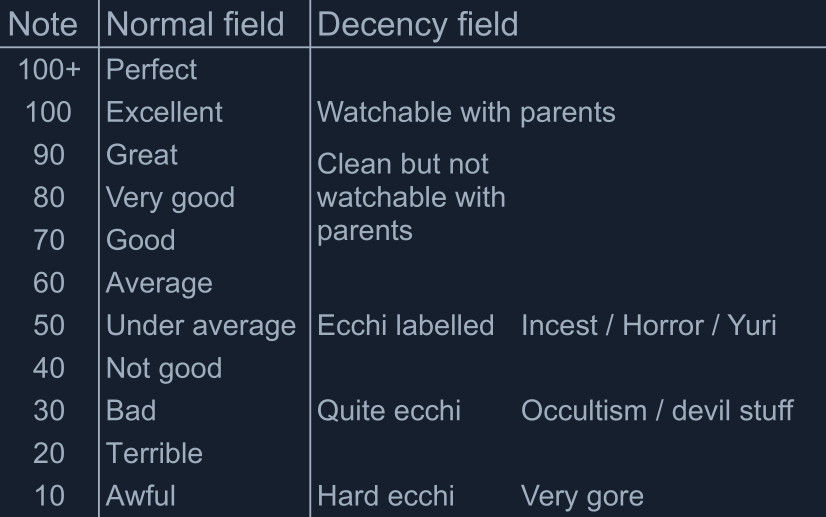 Note Normal field Decency field
100+ Perfect
100 Excellent Watchable with parents
90 Great
80 Very good
70 Good
Clean but not
watchable with
parents
60 Average
50 Under average Ecchi labelled Incest / Horror / Yuri
40 Not good
30 Bad Quite ecchi Occultism / devil stuff
20 Terrible
10 Awful Hard ecchi Very gore